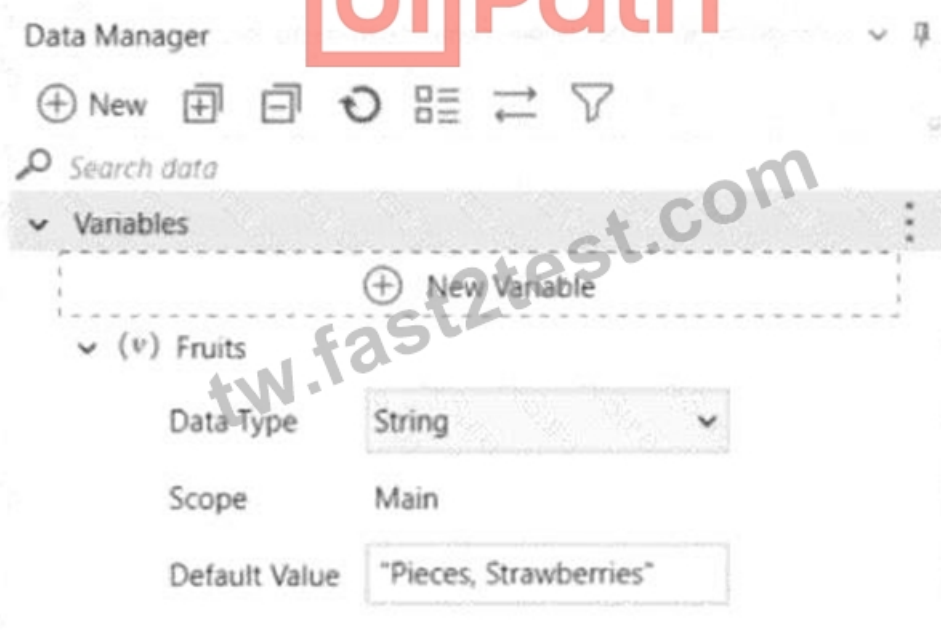 UiPath
Data Manager
New
Search data
Variables
New Variable
(v) Fruits
Data Type String
Scope Main
Default Value "Pieces, Strawberries"
tw.fast2test.com